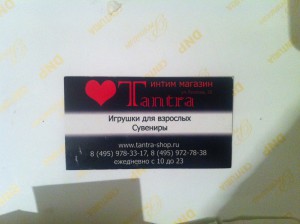 интим магазин
Tantra
Игрушки для взрослых
Сувениры
www.tantra-shop.ru
8 (495) 978-33-17, 8 (495) 972-78-38
ежедневно с 10 до 23